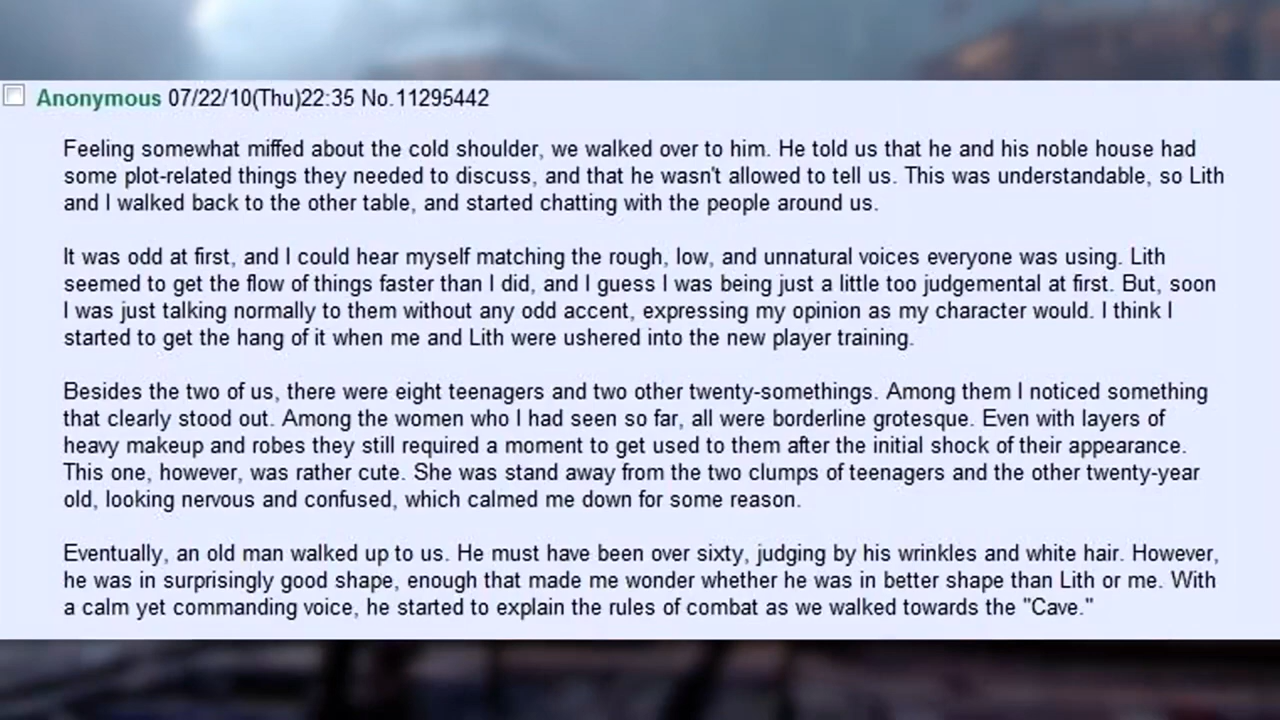 Anonymous 07/22/10(Thu)22:35 No.11295442
Feeling somewhat miffed about the cold shoulder, we walked over to him. He told us that he and his noble house had
some plot-related things they needed to discuss, and that he wasn't allowed to tell us. This was understandable, so Lith
and I walked back to the other table, and started chatting with the people around us.
It was odd at first, and I could hear myself matching the rough, low, and unnatural voices everyone was using. Lith
seemed to get the flow of things faster than I did, and I guess I was being just a little too judgemental at first. But, soon
I was just talking normally to them without any odd accent, expressing my opinion as my character would. I think I
started to get the hang of it when me and Lith were ushered into the new player training.
Besides the two of us, there were eight teenagers and two other twenty-somethings. Among them I noticed something
that clearly stood out. Among the women who I had seen so far, all were borderline grotesque. Even with layers of
heavy makeup and robes they still required a moment to get used to them after the initial shock of their appearance.
This one, however, was rather cute. She was stand away from the two clumps of teenagers and the other twenty-year
old, looking nervous and confused, which calmed me down for some reason.
Eventually, an old man walked up to us. He must have been over sixty, judging by his wrinkles and white hair. However,
he was in surprisingly good shape, enough that made me wonder whether he was in better shape than Lith or me. With
a calm yet commanding voice, he started to explain the rules of combat as we walked towards the "Cave."